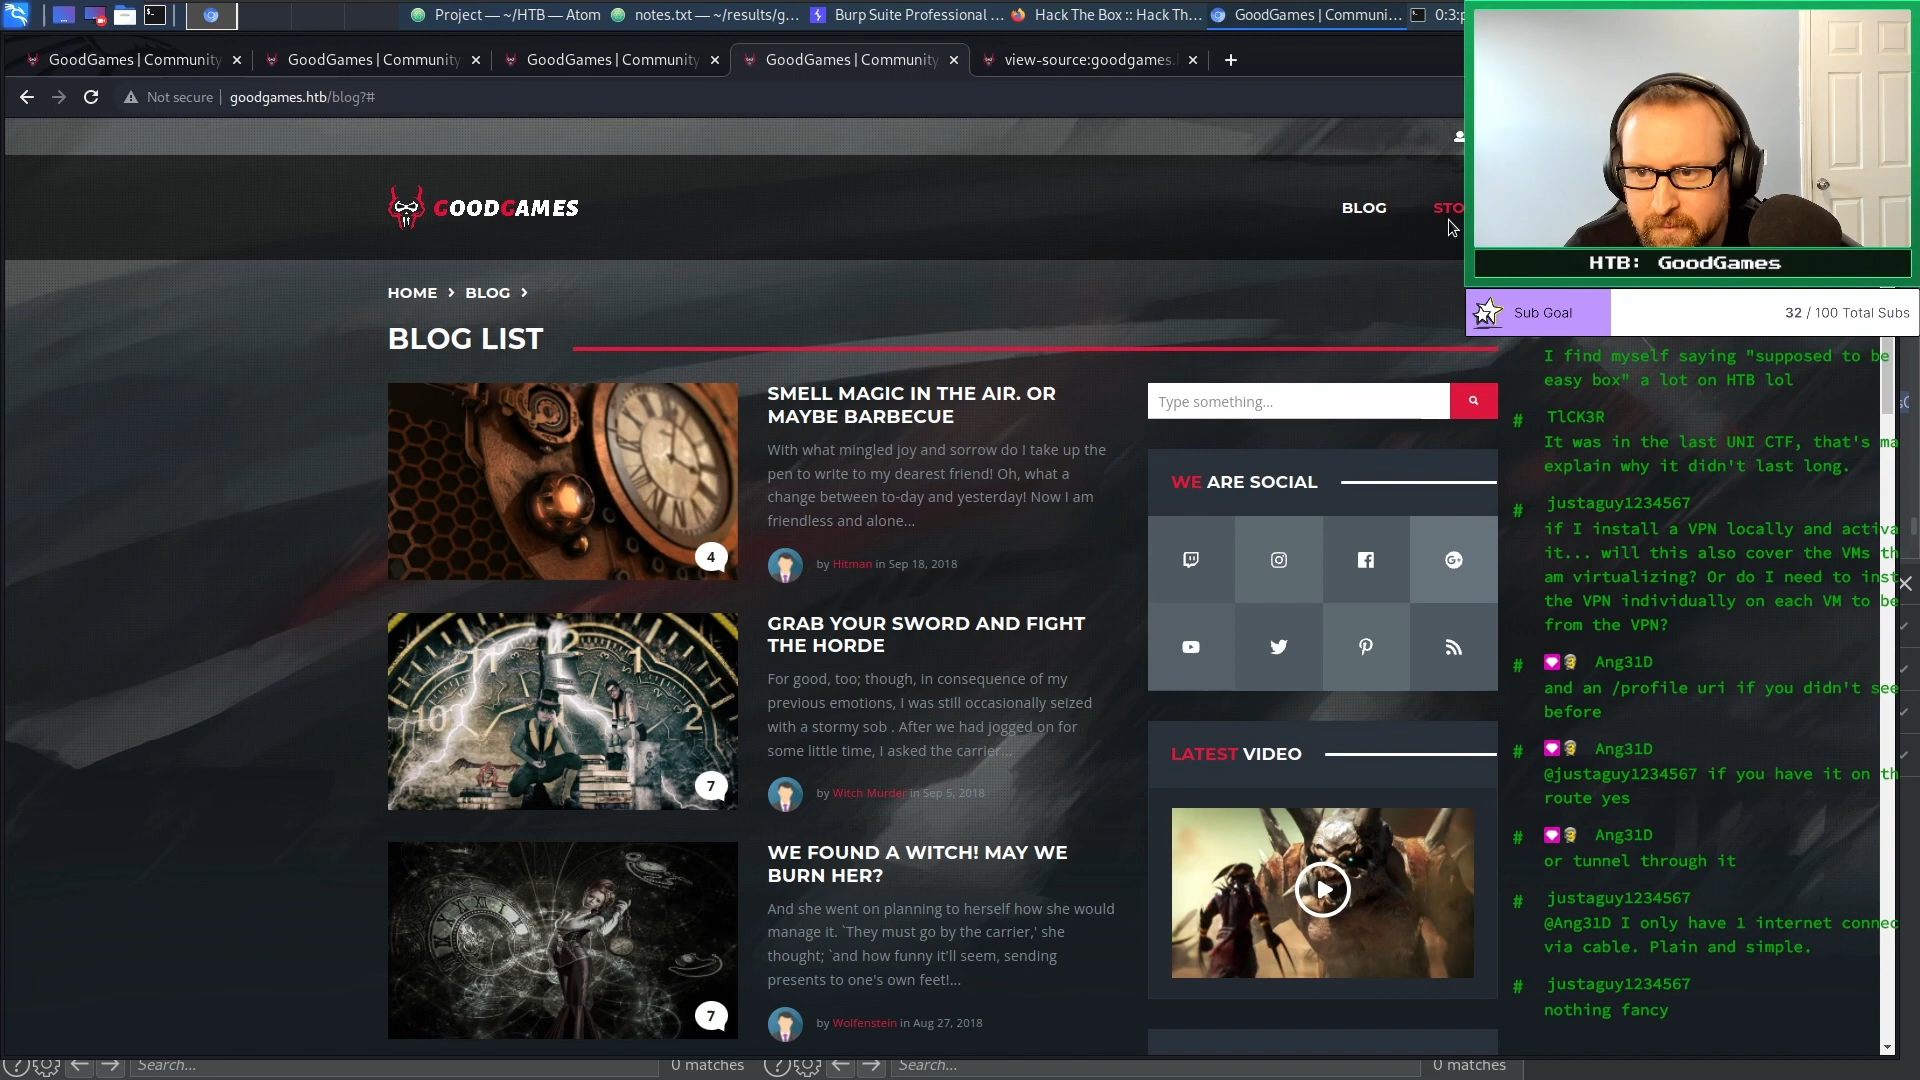 Project — ~/HTB — Atom
notes.txt — ~/results/g...
Burp Suite Professional ...
Hack The Box :: Hack Th...
GoodGames | Communi...
0:3:p
GoodGames | Community
GoodGames | Community
GoodGames | Community
GoodGames | Community
view-source:goodgames.
Not secure
goodgames.htb/blog?#
GOODGAMES
BLOG
STO
HTB: GoodGames
Sub Goal
32 / 100 Total Subs
HOME > BLOG >
BLOG LIST
SMELL MAGIC IN THE AIR. OR
MAYBE BARBECUE
With what mingled joy and sorrow do I take up the
pen to write to my dearest friend! Oh, what a
change between to-day and yesterday! Now I am
friendless and alone...
4
by Hitman in Sep 18, 2018
GRAB YOUR SWORD AND FIGHT
THE HORDE
For good, too; though, in consequence of my
previous emotions, I was still occasionally seized
with a stormy sob . After we had jogged on for
some little time, I asked the carrier...
7
by Witch Murder in Sep 5, 2018
WE FOUND A WITCH! MAY WE
BURN HER?
And she went on planning to herself how she would
manage it. `They must go by the carrier,' she
thought; `and how funny it'll seem, sending
presents to one's own feet!...
7
by Wolfenstein in Aug 27, 2018
Type something...
WE ARE SOCIAL
LATEST VIDEO
I find myself saying "supposed to be
easy box" a lot on HTB lol
# TlCK3R
It was in the last UNI CTF, that's ma
explain why it didn't last long.
# justaguy1234567
if I install a VPN locally and activa
it... will this also cover the VMs th
am virtualizing? Or do I need to inst
the VPN individually on each VM to be
from the VPN?
# Ang31D
and an /profile uri if you didn't see
before
# Ang31D
@justaguy1234567 if you have it on th
route yes
# Ang31D
or tunnel through it
# justaguy1234567
@Ang31D I only have 1 internet connec
via cable. Plain and simple.
# justaguy1234567
nothing fancy
Search...
0 matches
Search...
0 matches